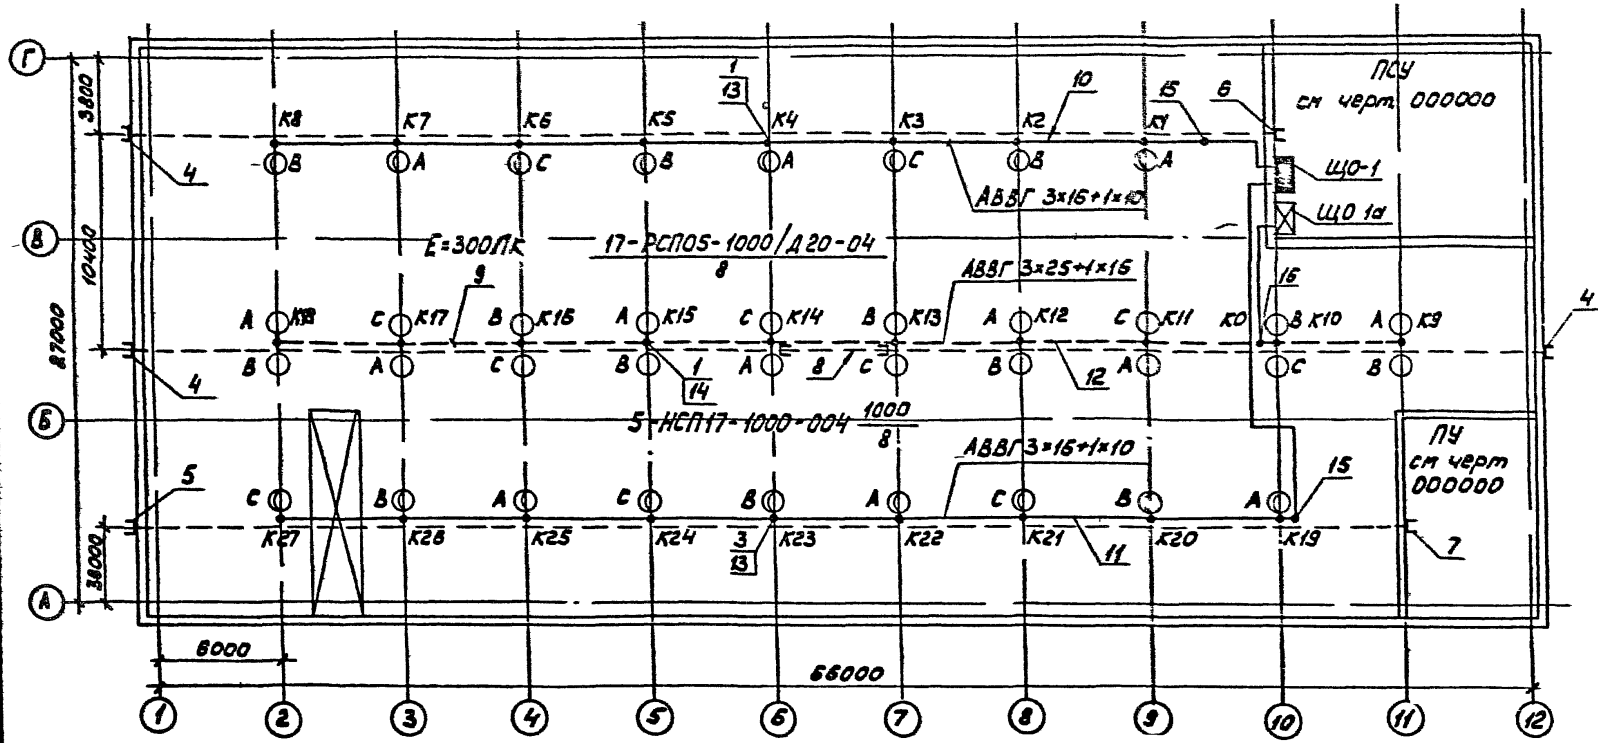 Г
3800
ПСУ
см черт. 000000
1
13
10
15
6
К8 К7 К6 К5 К4 К3 К2 К1
4
В А С В А С В А
ЩО-1
АВВГ 3×16+1×10
ЩО 1а
В
10400
27000
Е=300Лк
17-РСП05-1000/Д20-04
8
9
АВВГ 3×25+1×16
16
4
А С К17 В К16 А К15 С К14 В К13 А К12 С К11 К0 В К10 А К9
В А С В А С В А С В
4
1
14
8
12
Б
5-НСП17-1000-004 1000
8
ПУ
см черт
000000
АВВГ 3×16+1×10
5
15
С В А С В А С В А
К27 К26 К25 К24 К23 К22 К21 К20 К19
3
13
11
7
А
6000
66000
1 2 3 4 5 6 7 8 9 10 11 12